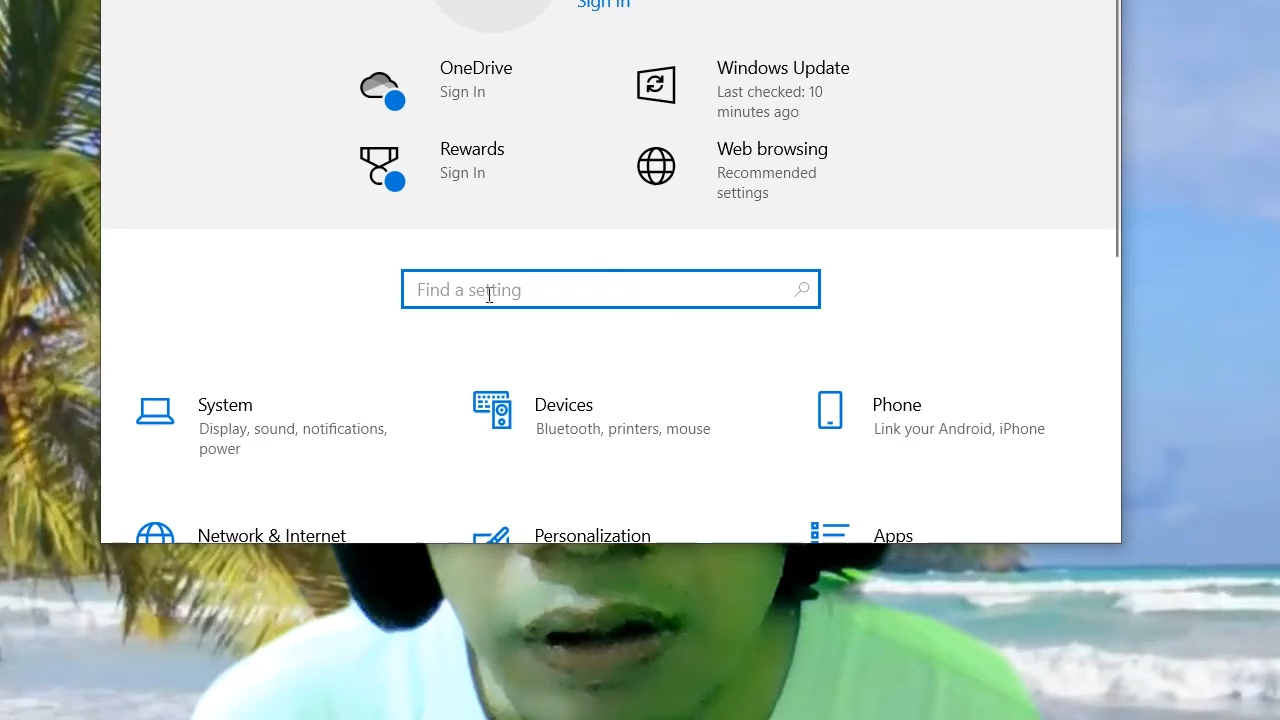 Sign in
OneDrive
Sign In
Windows Update
Last checked: 10
minutes ago
Rewards
Sign In
Web browsing
Recommended
settings
Find a setting
System
Display, sound, notifications,
power
Devices
Bluetooth, printers, mouse
Phone
Link your Android, iPhone
Network & Internet
Personalization
Apps